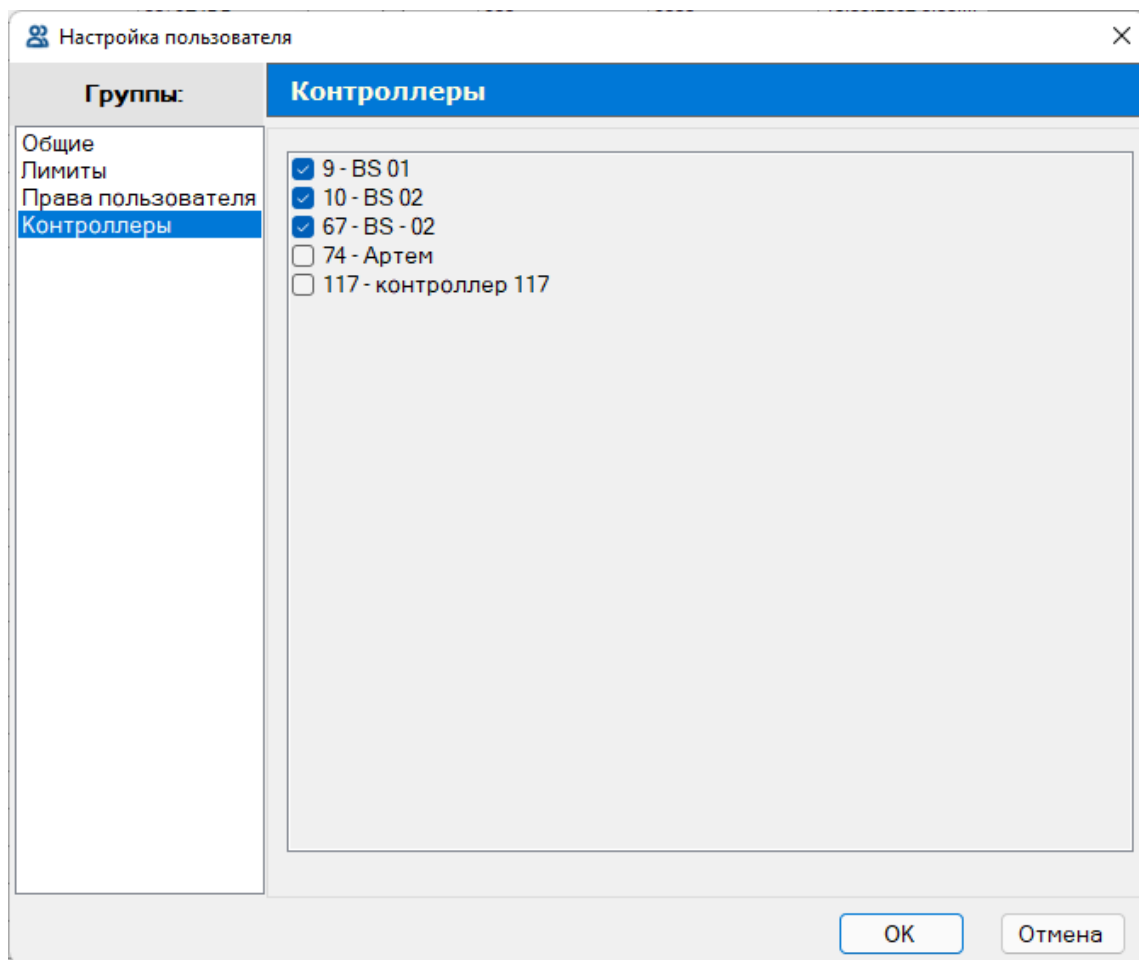 Настройка пользователя
Группы:
Контроллеры
Общие
Лимиты
Права пользователя
Контроллеры
9 - BS 01
10 - BS 02
67 - BS - 02
74 - Артем
117 - контроллер 117
OK
Отмена